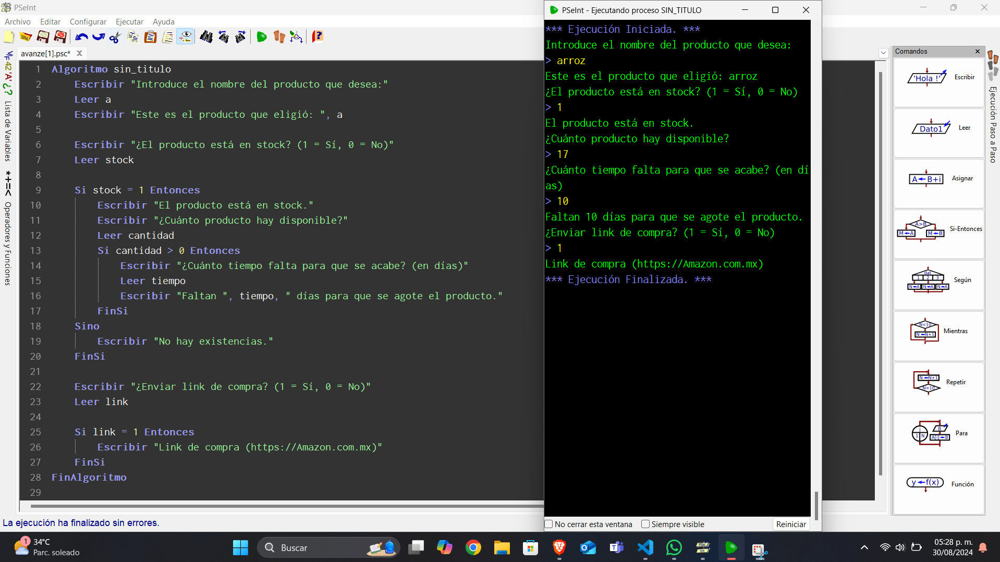 PSeInt
Archivo Editar Configurar Ejecutar Ayuda
avanze[1].psc*
Lista de Variables
Operadores y Funciones
1 Algoritmo sin_titulo
2 Escribir "Introduce el nombre del producto que desea:"
3 Leer a
4 Escribir "Este es el producto que eligió: ", a
5
6 Escribir "¿El producto está en stock? (1 = Sí, 0 = No)"
7 Leer stock
8
9 Si stock = 1 Entonces
10 Escribir "El producto está en stock."
11 Escribir "¿Cuánto producto hay disponible?"
12 Leer cantidad
13 Si cantidad > 0 Entonces
14 Escribir "¿Cuánto tiempo falta para que se acabe? (en días)"
15 Leer tiempo
16 Escribir "Faltan ", tiempo, " días para que se agote el producto."
17 FinSi
18 Sino
19 Escribir "No hay existencias."
20 FinSi
21
22 Escribir "¿Enviar link de compra? (1 = Sí, 0 = No)"
23 Leer link
24
25 Si link = 1 Entonces
26 Escribir "Link de compra (https://Amazon.com.mx)"
27 FinSi
28 FinAlgoritmo
29
La ejecución ha finalizado sin errores.
PSeInt - Ejecutando proceso SIN_TITULO
*** Ejecución Iniciada. ***
Introduce el nombre del producto que desea:
> arroz
Este es el producto que eligió: arroz
¿El producto está en stock? (1 = Sí, 0 = No)
> 1
El producto está en stock.
¿Cuánto producto hay disponible?
> 17
¿Cuánto tiempo falta para que se acabe? (en dí
as)
> 10
Faltan 10 días para que se agote el producto.
¿Enviar link de compra? (1 = Sí, 0 = No)
> 1
Link de compra (https://Amazon.com.mx)
*** Ejecución Finalizada. ***
No cerrar esta ventana Siempre visible Reiniciar
Comandos
'Hola !' Escribir
Dato1 Leer
A←B+i Asignar
A>B
M←A M←B Si-Entonces
dat
1 2 3
N←A N←A N←A Según
N<10
N←N+1 Mientras
N←N+1
N=10 Repetir
1 N B
A[i]←B Para
y←f(x) Función
Ejecución Paso a Paso
1
34°C
Parc. soleado
Buscar
05:28 p. m.
30/08/2024